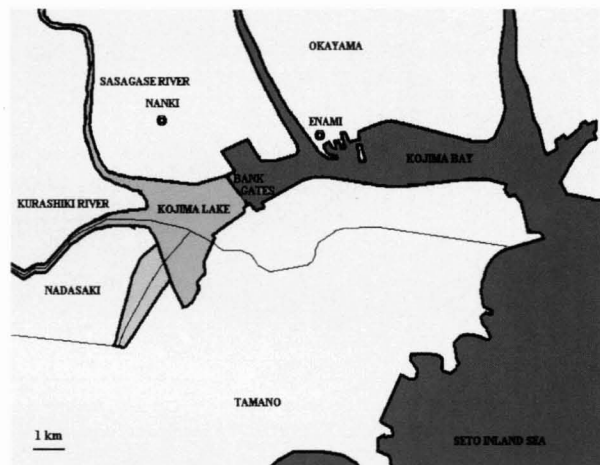 OKAYAMA
SASAGASE RIVER
NANKI
ENAMI
KOJIMA BAY
BANK
GATES
KURASHIKI RIVER
KOJIMA LAKE
NADASAKI
TAMANO
1 km
SETO INLAND SEA